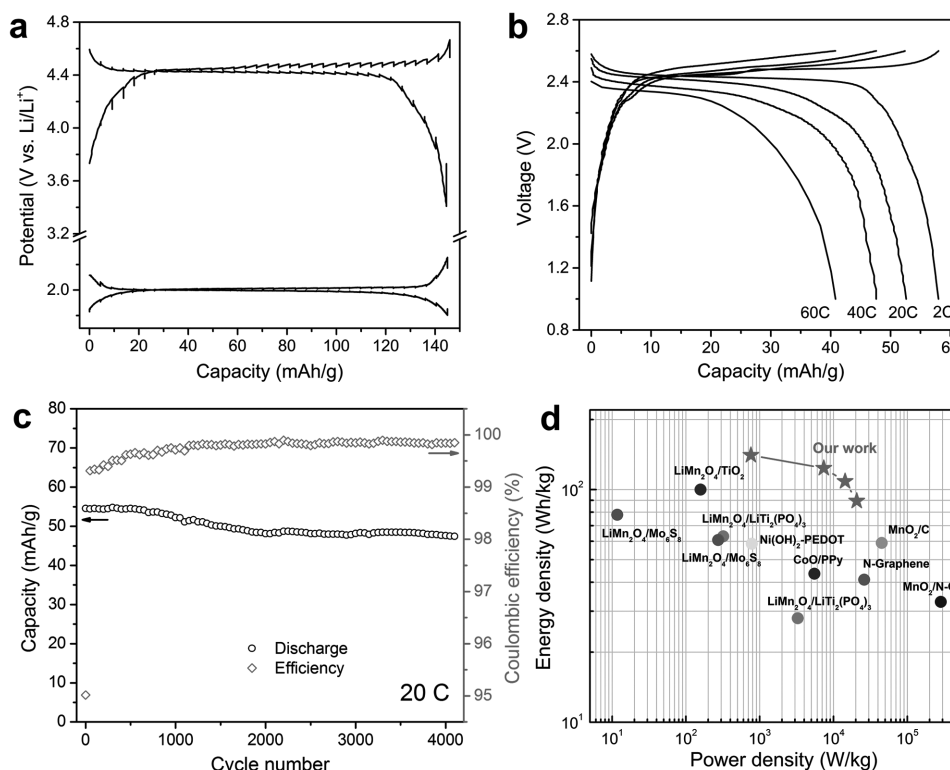 a
4.8
4.4
4.0
3.6
3.2
2.0
Potential (V vs. Li/Li⁺)
0 20 40 60 80 100 120 140
Capacity (mAh/g)
b
2.8
2.4
2.0
1.6
1.2
0.8
Voltage (V)
60C 40C 20C
0 10 20 30 40 50
Capacity (mAh/g)
c
80
70
60
50
40
30
20
10
0
Capacity (mAh/g)
100
99
98
97
96
95
Coulombic efficiency (%)
Discharge
Efficiency
20 C
0 1000 2000 3000 4000
Cycle number
d
Energy density (Wh/kg)
10²
10¹
Our work
LiMn₂O₄/TiO₂
LiMn₂O₄/Mo₆S₈
LiMn₂O₄/LiTi₂(PO₄)₃
LiMn₂O₄/Mo₆S₈
Ni(OH)₂-PEDOT
MnO₂/C
CoO/PPy
N-Graphene
LiMn₂O₄/LiTi₂(PO₄)₃
10¹ 10² 10³ 10⁴ 10⁵
Power density (W/kg)